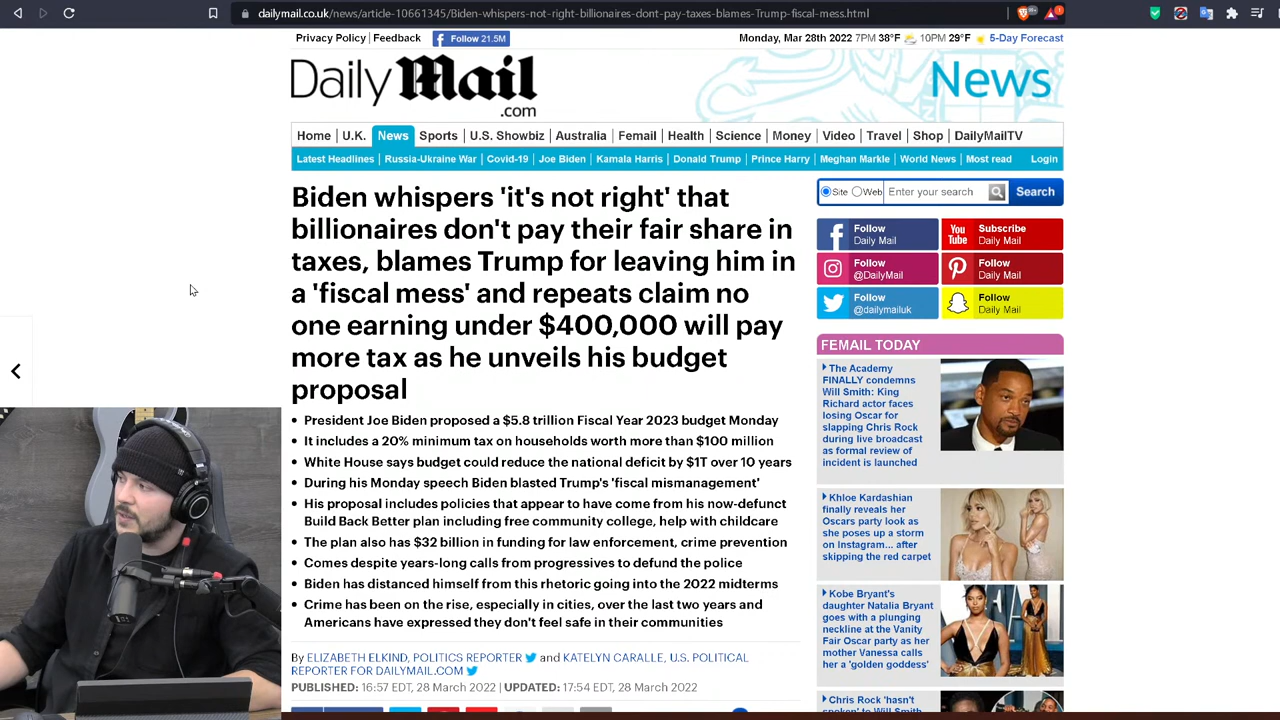 dailymail.co.uk/news/article-10661345/Biden-whispers-not-right-billionaires-dont-pay-taxes-blames-Trump-fiscal-mess.html
Privacy Policy | Feedback
Follow 21.5M
Monday, Mar 28th 2022 7PM 38°F 10PM 29°F 5-Day Forecast
Daily Mail
.com
News
Home | U.K. | News | Sports | U.S. Showbiz | Australia | Femail | Health | Science | Money | Video | Travel | Shop | DailyMailTV
Latest Headlines | Russia-Ukraine War | Covid-19 | Joe Biden | Kamala Harris | Donald Trump | Prince Harry | Meghan Markle | World News | Most read
Login
Biden whispers 'it's not right' that
billionaires don't pay their fair share in
taxes, blames Trump for leaving him in
a 'fiscal mess' and repeats claim no
one earning under $400,000 will pay
more tax as he unveils his budget
proposal
• President Joe Biden proposed a $5.8 trillion Fiscal Year 2023 budget Monday
• It includes a 20% minimum tax on households worth more than $100 million
• White House says budget could reduce the national deficit by $1T over 10 years
• During his Monday speech Biden blasted Trump's 'fiscal mismanagement'
• His proposal includes policies that appear to have come from his now-defunct
Build Back Better plan including free community college, help with childcare
• The plan also has $32 billion in funding for law enforcement, crime prevention
• Comes despite years-long calls from progressives to defund the police
• Biden has distanced himself from this rhetoric going into the 2022 midterms
• Crime has been on the rise, especially in cities, over the last two years and
Americans have expressed they don't feel safe in their communities
By ELIZABETH ELKIND, POLITICS REPORTER and KATELYN CARALLE, U.S. POLITICAL
REPORTER FOR DAILYMAIL.COM
PUBLISHED: 16:57 EDT, 28 March 2022 | UPDATED: 17:54 EDT, 28 March 2022
Site Web Enter your search Search
Follow
Daily Mail
You
Tube
Subscribe
Daily Mail
Follow
@DailyMail
Follow
Daily Mail
Follow
@dailymailuk
Follow
Daily Mail
FEMAIL TODAY
The Academy
FINALLY condemns
Will Smith: King
Richard actor faces
losing Oscar for
slapping Chris Rock
during live broadcast
as formal review of
incident is launched
Khloe Kardashian
finally reveals her
Oscars party look as
she poses up a storm
on Instagram... after
skipping the red carpet
Kobe Bryant's
daughter Natalia Bryant
goes with a plunging
neckline at the Vanity
Fair Oscar party as her
mother Vanessa calls
her a 'golden goddess'
Chris Rock 'hasn't
spoken' to Will Smith